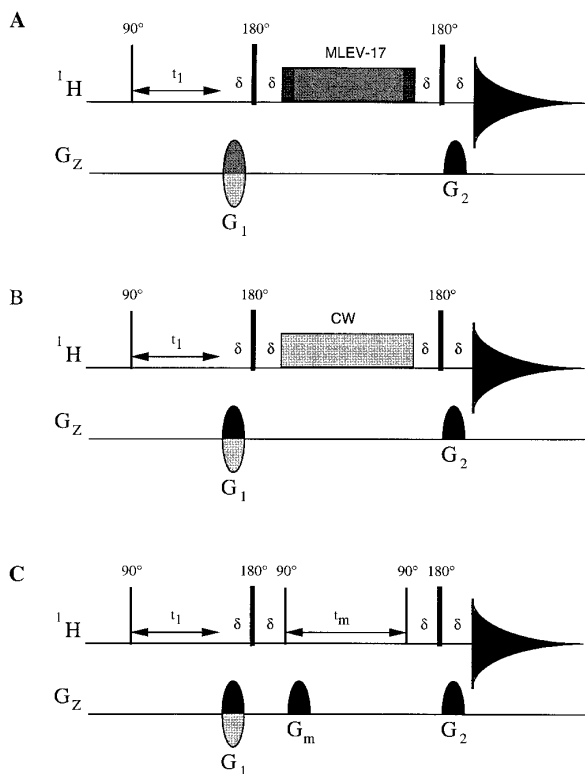 A
90° 180° MLEV-17 180°
t₁ δ δ δ δ
¹H
G_Z
G₁ G₂
B
90° 180° CW 180°
t₁ δ δ δ δ
¹H
G_Z
G₁ G₂
C
90° 180° 90° 90° 180°
t₁ δ δ t_m δ δ
¹H
G_Z
G₁ G_m G₂